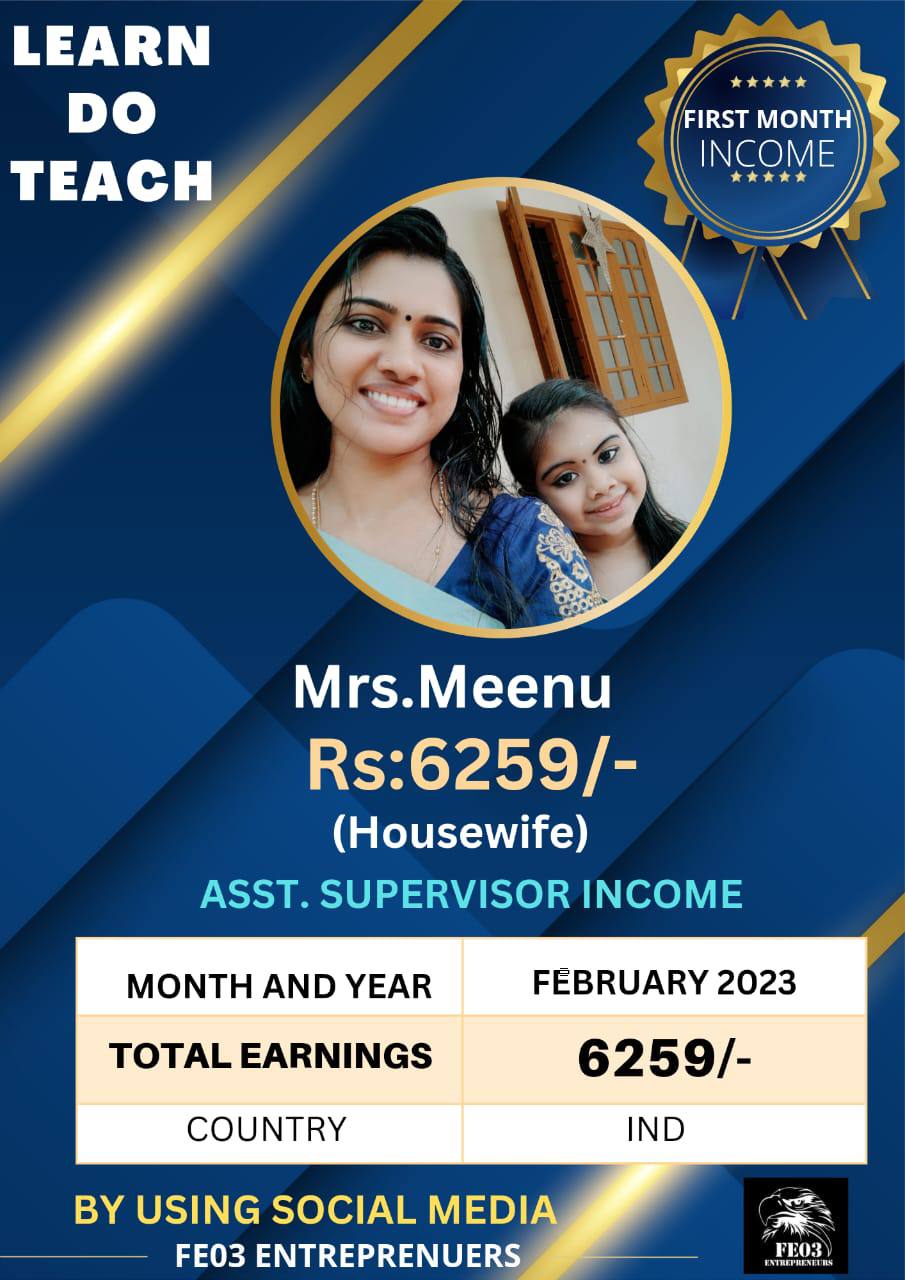 LEARN
DO
TEACH
FIRST MONTH
INCOME
Mrs.Meenu
Rs:6259/-
(Housewife)
ASST. SUPERVISOR INCOME
MONTH AND YEAR FEBRUARY 2023
TOTAL EARNINGS 6259/-
COUNTRY IND
BY USING SOCIAL MEDIA
FE03 ENTREPRENUERS
FE03
ENTREPRENEURS